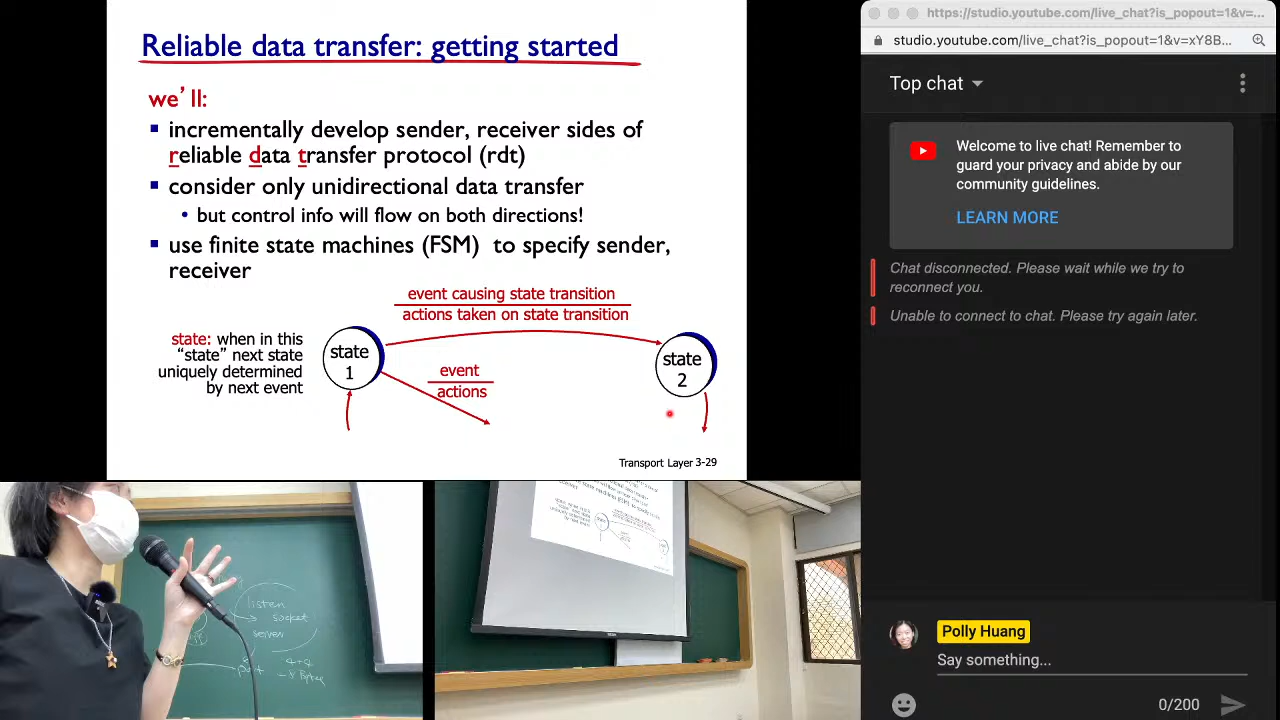 Reliable data transfer: getting started
we'll:
▪ incrementally develop sender, receiver sides of
reliable data transfer protocol (rdt)
▪ consider only unidirectional data transfer
• but control info will flow on both directions!
▪ use finite state machines (FSM) to specify sender,
receiver
event causing state transition
actions taken on state transition
state: when in this
“state” next state
uniquely determined
by next event
state
1
event
actions
state
2
Transport Layer 3-29
https://studio.youtube.com/live_chat?is_popout=1&v=...
studio.youtube.com/live_chat?is_popout=1&v=xY8B...
Top chat
Welcome to live chat! Remember to
guard your privacy and abide by our
community guidelines.
LEARN MORE
Chat disconnected. Please wait while we try to
reconnect you.
Unable to connect to chat. Please try again later.
Polly Huang
Say something...
0/200
listen
socket
server
port
4+4